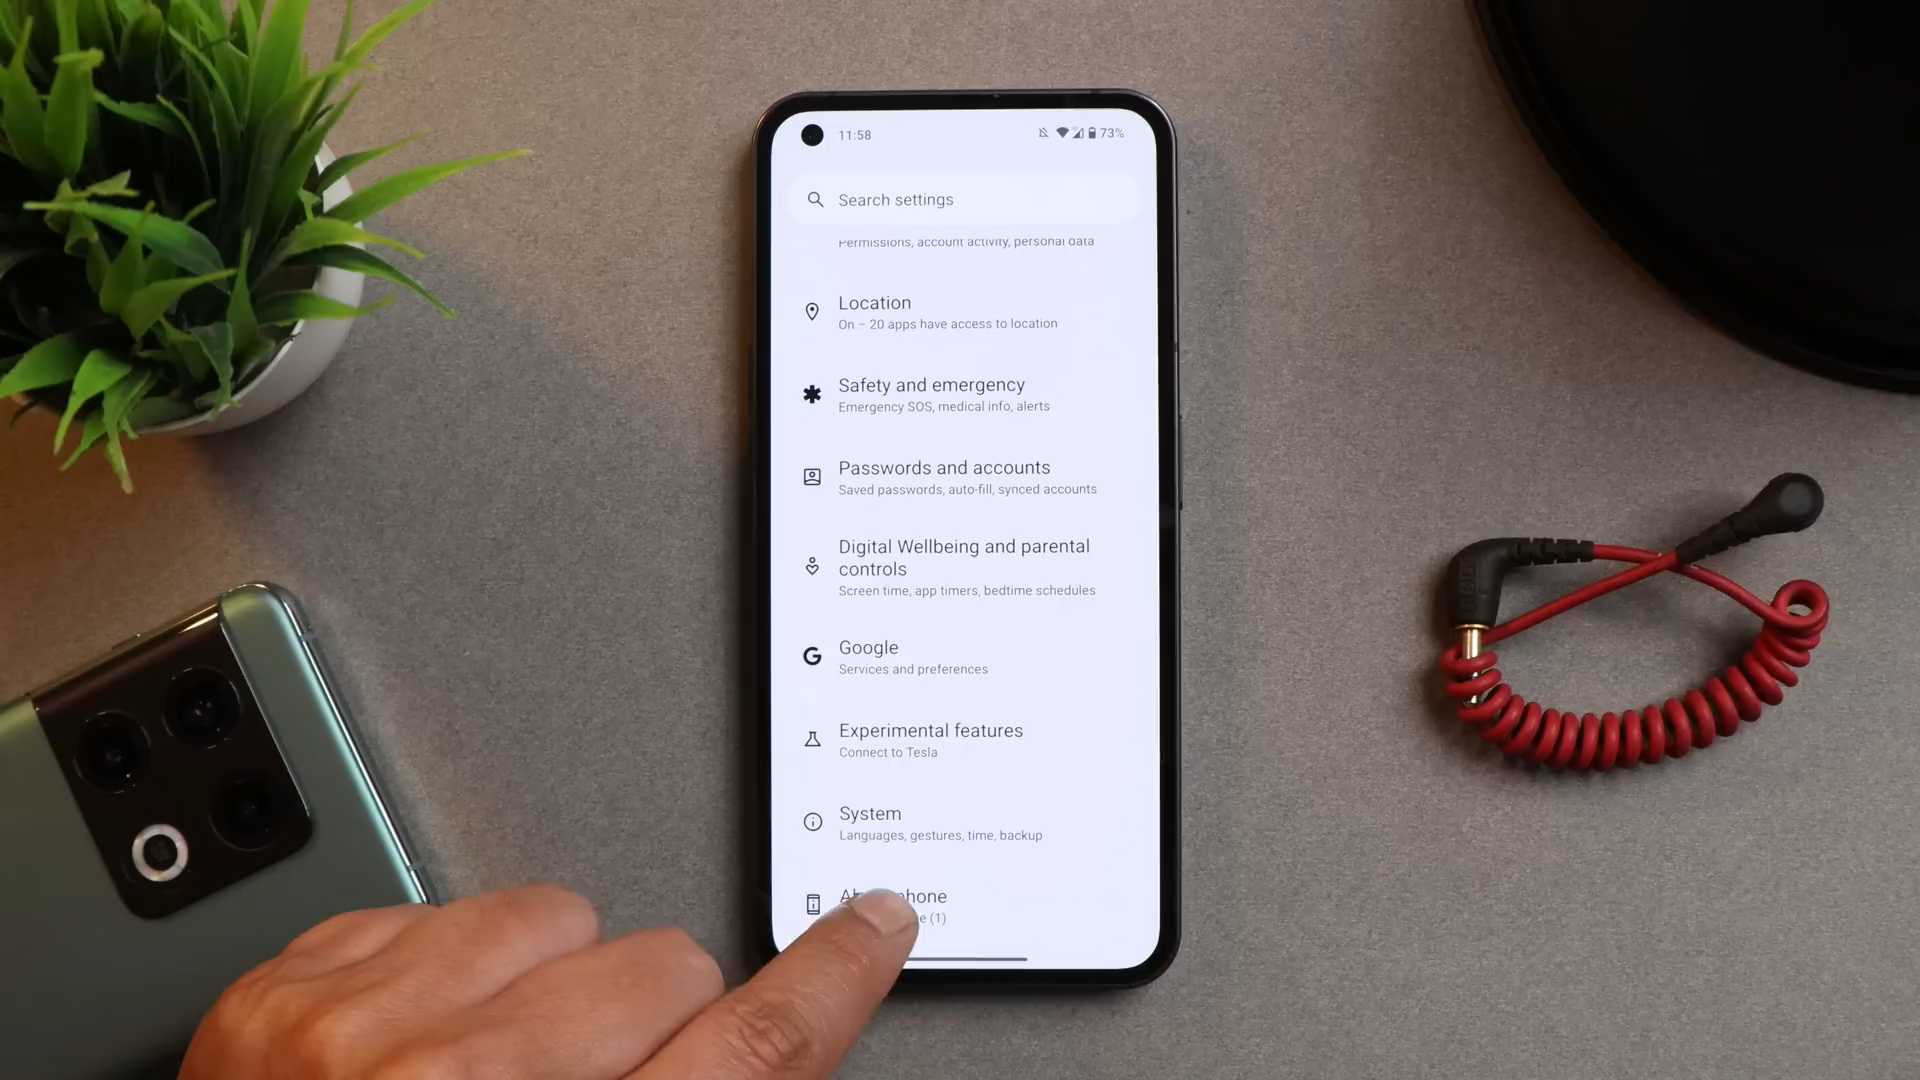 11:58
73%
Search settings
Permissions, account activity, personal data
Location
On – 20 apps have access to location
Safety and emergency
Emergency SOS, medical info, alerts
Passwords and accounts
Saved passwords, auto-fill, synced accounts
Digital Wellbeing and parental
controls
Screen time, app timers, bedtime schedules
Google
Services and preferences
Experimental features
Connect to Tesla
System
Languages, gestures, time, backup
phone
(1)